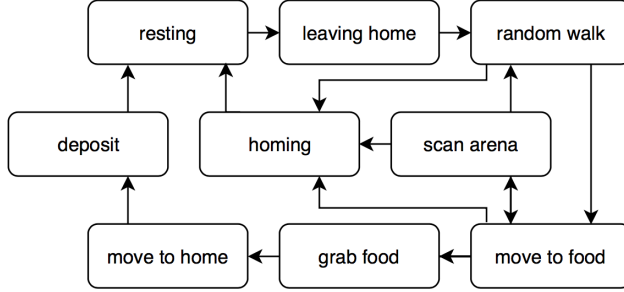 resting
leaving home
random walk
deposit
homing
scan arena
move to home
grab food
move to food